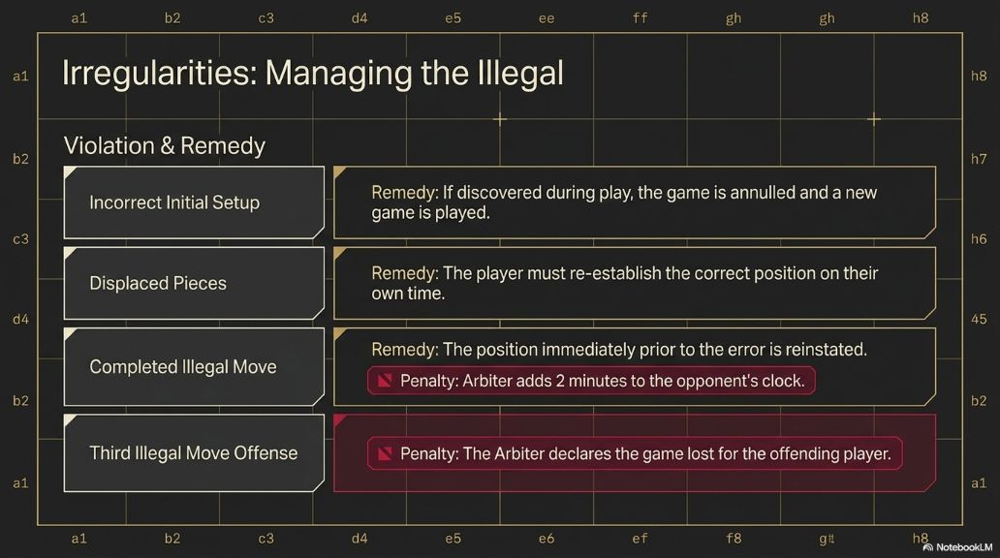 a1 b2 c3 d4 e5 ee ff gh gh h8
Irregularities: Managing the Illegal
a1 h8
Violation & Remedy
b2 h7
Incorrect Initial Setup
Remedy: If discovered during play, the game is annulled and a new
game is played.
c3 h6
Displaced Pieces
Remedy: The player must re-establish the correct position on their
own time.
d4 45
Completed Illegal Move
Remedy: The position immediately prior to the error is reinstated.
Penalty: Arbiter adds 2 minutes to the opponent's clock.
b2 b2
Third Illegal Move Offense
Penalty: The Arbiter declares the game lost for the offending player.
a1 a1
a1 b2 c3 d4 e5 e6 ef f8 h8
NotebookLM